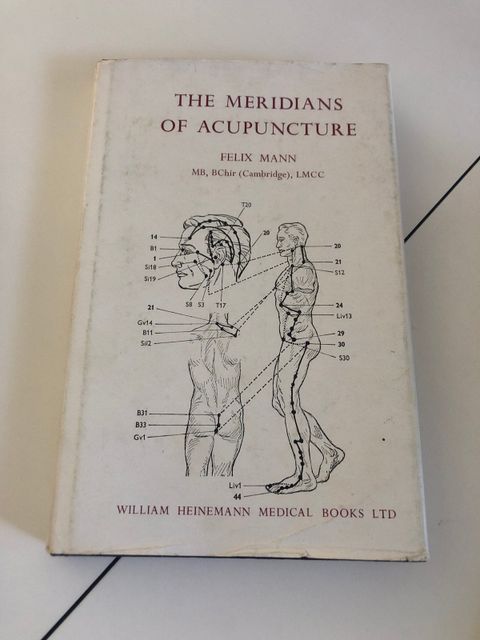 THE MERIDIANS
OF ACUPUNCTURE
FELIX MANN
MB, BChir (Cambridge), LMCC
T20
14
20
B1
1
Si18
Si19
S8 S3 T17
20
21
S12
21
Gv14
B11
Si12
24
Liv13
29
30
S30
B31
B33
Gv1
Liv1
44
WILLIAM HEINEMANN MEDICAL BOOKS LTD